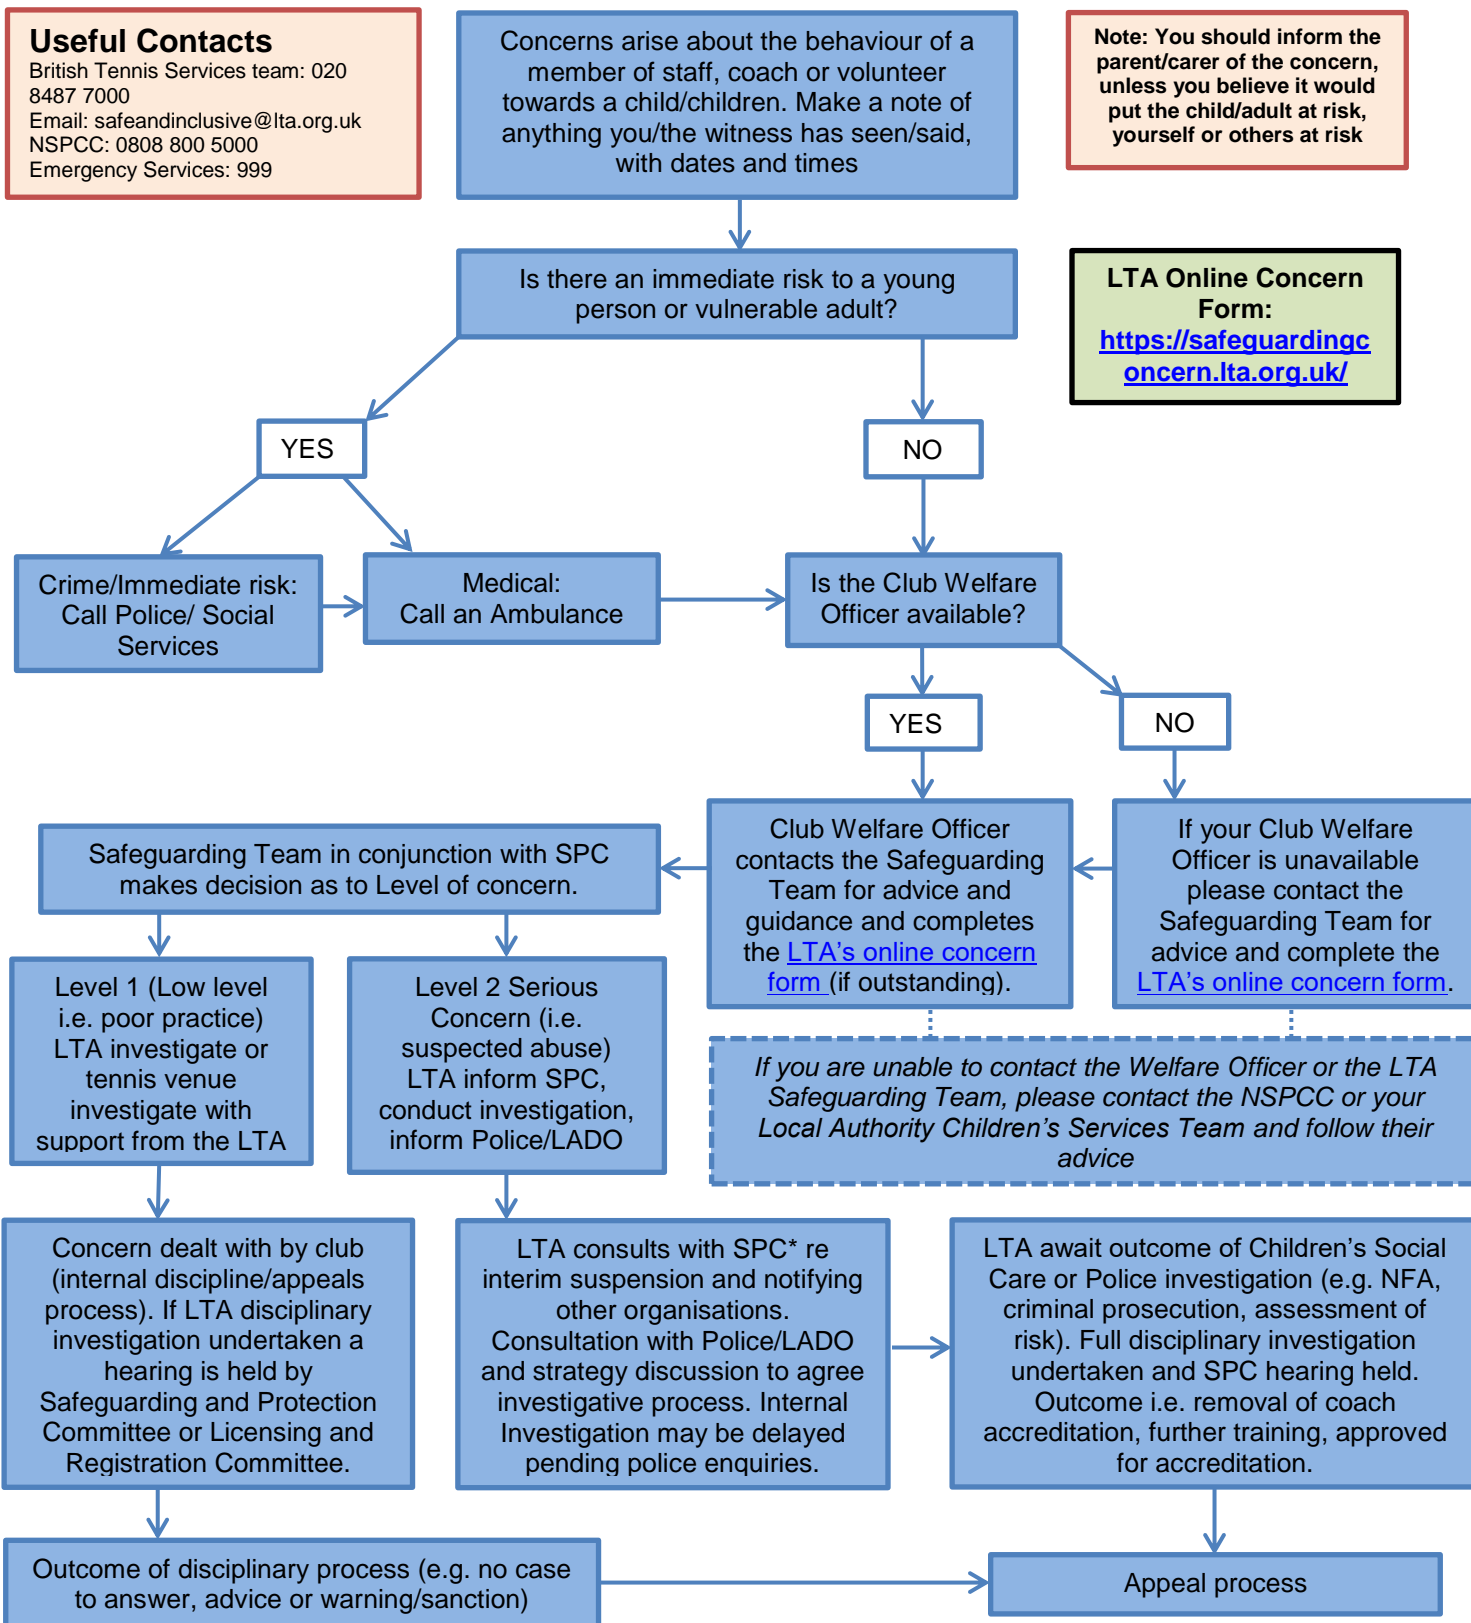 Useful Contacts
British Tennis Services team: 020
8487 7000
Email: safeandinclusive@lta.org.uk
NSPCC: 0808 800 5000
Emergency Services: 999
Concerns arise about the behaviour of a
member of staff, coach or volunteer
towards a child/children. Make a note of
anything you/the witness has seen/said,
with dates and times
Note: You should inform the
parent/carer of the concern,
unless you believe it would
put the child/adult at risk,
yourself or others at risk
Is there an immediate risk to a young
person or vulnerable adult?
LTA Online Concern
Form:
https://safeguardingc
oncern.lta.org.uk/
YES
NO
Crime/Immediate risk:
Call Police/ Social
Services
Medical:
Call an Ambulance
Is the Club Welfare
Officer available?
YES
NO
Safeguarding Team in conjunction with SPC
makes decision as to Level of concern.
Club Welfare Officer
contacts the Safeguarding
Team for advice and
guidance and completes
the LTA's online concern
form (if outstanding).
If your Club Welfare
Officer is unavailable
please contact the
Safeguarding Team for
advice and complete the
LTA's online concern form.
Level 1 (Low level
i.e. poor practice)
LTA investigate or
tennis venue
investigate with
support from the LTA
Level 2 Serious
Concern (i.e.
suspected abuse)
LTA inform SPC,
conduct investigation,
inform Police/LADO
If you are unable to contact the Welfare Officer or the LTA
Safeguarding Team, please contact the NSPCC or your
Local Authority Children's Services Team and follow their
advice
Concern dealt with by club
(internal discipline/appeals
process). If LTA disciplinary
investigation undertaken a
hearing is held by
Safeguarding and Protection
Committee or Licensing and
Registration Committee.
LTA consults with SPC* re
interim suspension and notifying
other organisations.
Consultation with Police/LADO
and strategy discussion to agree
investigative process. Internal
Investigation may be delayed
pending police enquiries.
LTA await outcome of Children's Social
Care or Police investigation (e.g. NFA,
criminal prosecution, assessment of
risk). Full disciplinary investigation
undertaken and SPC hearing held.
Outcome i.e. removal of coach
accreditation, further training, approved
for accreditation.
Outcome of disciplinary process (e.g. no case
to answer, advice or warning/sanction)
Appeal process